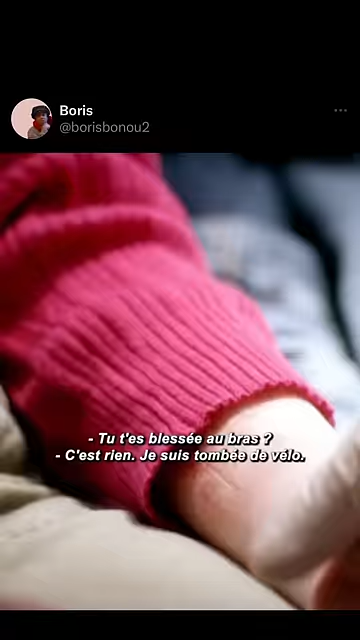 Boris
@borisbonou2
- Tu t'es blessée au bras ?
- C'est rien. Je suis tombée de vélo.